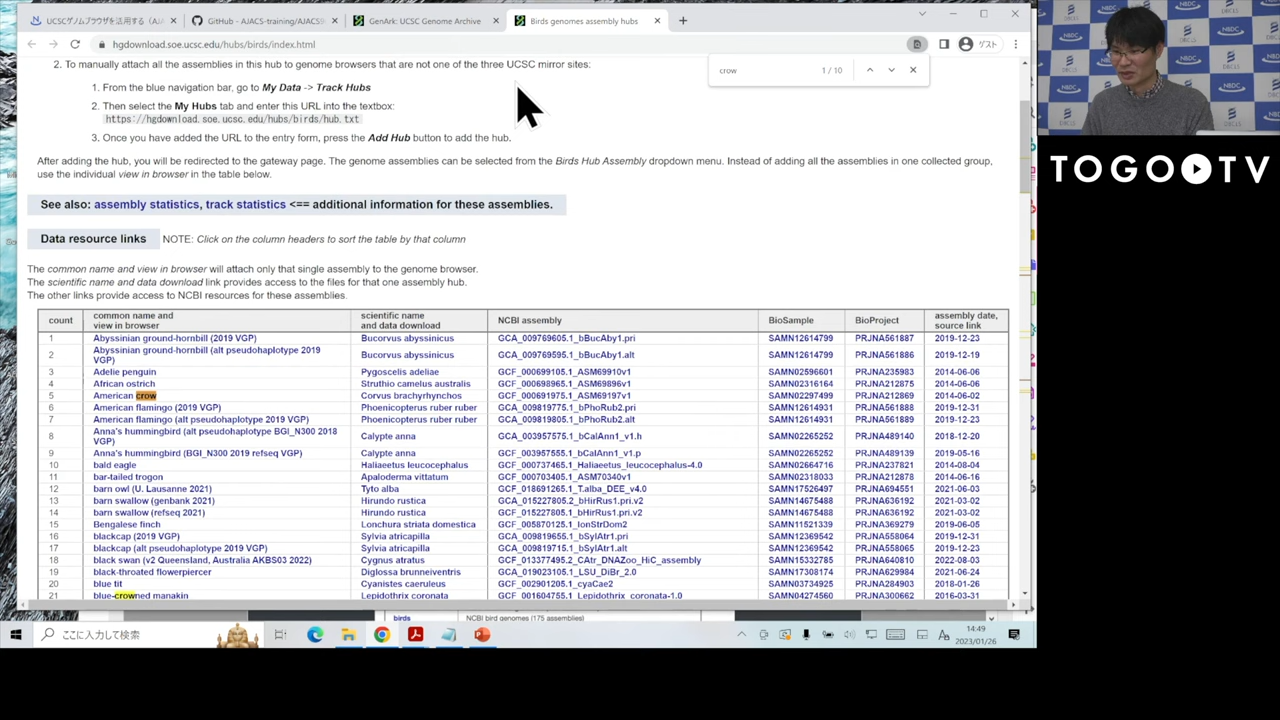 UCSCゲノムブラウザを活用する（AJ
GitHub - AJACS-training/AJACS9
GenArk: UCSC Genome Archive
Birds genomes assembly hubs
hgdownload.soe.ucsc.edu/hubs/birds/index.html
ゲスト
crow 1/10
2. To manually attach all the assemblies in this hub to genome browsers that are not one of the three UCSC mirror sites:
1. From the blue navigation bar, go to My Data -> Track Hubs
2. Then select the My Hubs tab and enter this URL into the textbox:
https://hgdownload.soe.ucsc.edu/hubs/birds/hub.txt
3. Once you have added the URL to the entry form, press the Add Hub button to add the hub.
After adding the hub, you will be redirected to the gateway page. The genome assemblies can be selected from the Birds Hub Assembly dropdown menu. Instead of adding all the assemblies in one collected group,
use the individual view in browser in the table below.
See also: assembly statistics, track statistics <== additional information for these assemblies.
Data resource links NOTE: Click on the column headers to sort the table by that column
The common name and view in browser will attach only that single assembly to the genome browser.
The scientific name and data download link provides access to the files for that one assembly hub.
The other links provide access to NCBI resources for these assemblies.
count common name and view in browser scientific name and data download NCBI assembly BioSample BioProject assembly date, source link
1 Abyssinian ground-hornbill (2019 VGP) Bucorvus abyssinicus GCA_009769605.1_bBucAby1.pri SAMN12614799 PRJNA561887 2019-12-23
2 Abyssinian ground-hornbill (alt pseudohaplotype 2019 VGP) Bucorvus abyssinicus GCA_009769595.1_bBucAby1.alt SAMN12614799 PRJNA561886 2019-12-19
3 Adelie penguin Pygoscelis adeliae GCF_000699105.1_ASM69910v1 SAMN02596601 PRJNA235983 2014-06-06
4 African ostrich Struthio camelus australis GCF_000698965.1_ASM69896v1 SAMN02316164 PRJNA212875 2014-06-06
5 American crow Corvus brachyrhynchos GCF_000691975.1_ASM69197v1 SAMN02297499 PRJNA212869 2014-06-02
6 American flamingo (2019 VGP) Phoenicopterus ruber ruber GCA_009819775.1_bPhoRub2.pri SAMN12614931 PRJNA561888 2019-12-31
7 American flamingo (alt pseudohaplotype 2019 VGP) Phoenicopterus ruber ruber GCA_009819805.1_bPhoRub2.alt SAMN12614931 PRJNA561889 2019-12-23
8 Anna's hummingbird (alt pseudohaplotype BGI_N300 2018 VGP) Calypte anna GCA_003957575.1_bCalAnn1_v1.h SAMN02265252 PRJNA489140 2018-12-20
9 Anna's hummingbird (BGI_N300 2019 refseq VGP) Calypte anna GCF_003957555.1_bCalAnn1_v1.p SAMN02265252 PRJNA489139 2019-05-16
10 bald eagle Haliaeetus leucocephalus GCF_000737465.1_Haliaeetus_leucocephalus-4.0 SAMN02664716 PRJNA237821 2014-08-04
11 bar-tailed trogon Apaloderma vittatum GCF_000703405.1_ASM70340v1 SAMN02318033 PRJNA212878 2014-06-16
12 barn owl (U. Lausanne 2021) Tyto alba GCF_018691265.1_T.alba_DEE_v4.0 SAMN17526497 PRJNA694551 2021-06-03
13 barn swallow (genbank 2021) Hirundo rustica GCA_015227805.2_bHirRus1.pri.v2 SAMN14675488 PRJNA636192 2021-03-02
14 barn swallow (refseq 2021) Hirundo rustica GCF_015227805.1_bHirRus1.pri.v2 SAMN14675488 PRJNA636192 2021-03-02
15 Bengalese finch Lonchura striata domestica GCF_005870125.1_lonStrDom2 SAMN11521339 PRJNA369279 2019-06-05
16 blackcap (2019 VGP) Sylvia atricapilla GCA_009819655.1_bSylAtr1.pri SAMN12369542 PRJNA558064 2019-12-31
17 blackcap (alt pseudohaplotype 2019 VGP) Sylvia atricapilla GCA_009819715.1_bSylAtr1.alt SAMN12369542 PRJNA558065 2019-12-23
18 black swan (v2 Queensland, Australia AKBS03 2022) Cygnus atratus GCF_013377495.2_CAtr_DNAZoo_HiC_assembly SAMN15332785 PRJNA640810 2022-08-03
19 black-throated flowerpiercer Diglossa brunneiventris GCF_019023105.1_LSU_DiBr_2.0 SAMN17308174 PRJNA629984 2021-06-24
20 blue tit Cyanistes caeruleus GCF_002901205.1_cyaCae2 SAMN03734925 PRJNA284903 2018-01-26
21 blue-crowned manakin Lepidothrix coronata GCF_001604755.1_Lepidothrix_coronata-1.0 SAMN04274560 PRJNA300662 2016-03-31
birds NCBI bird genomes (175 assemblies)
ここに入力して検索
14:49
2023/01/26
TOGO TV
NBDC
DBCLS